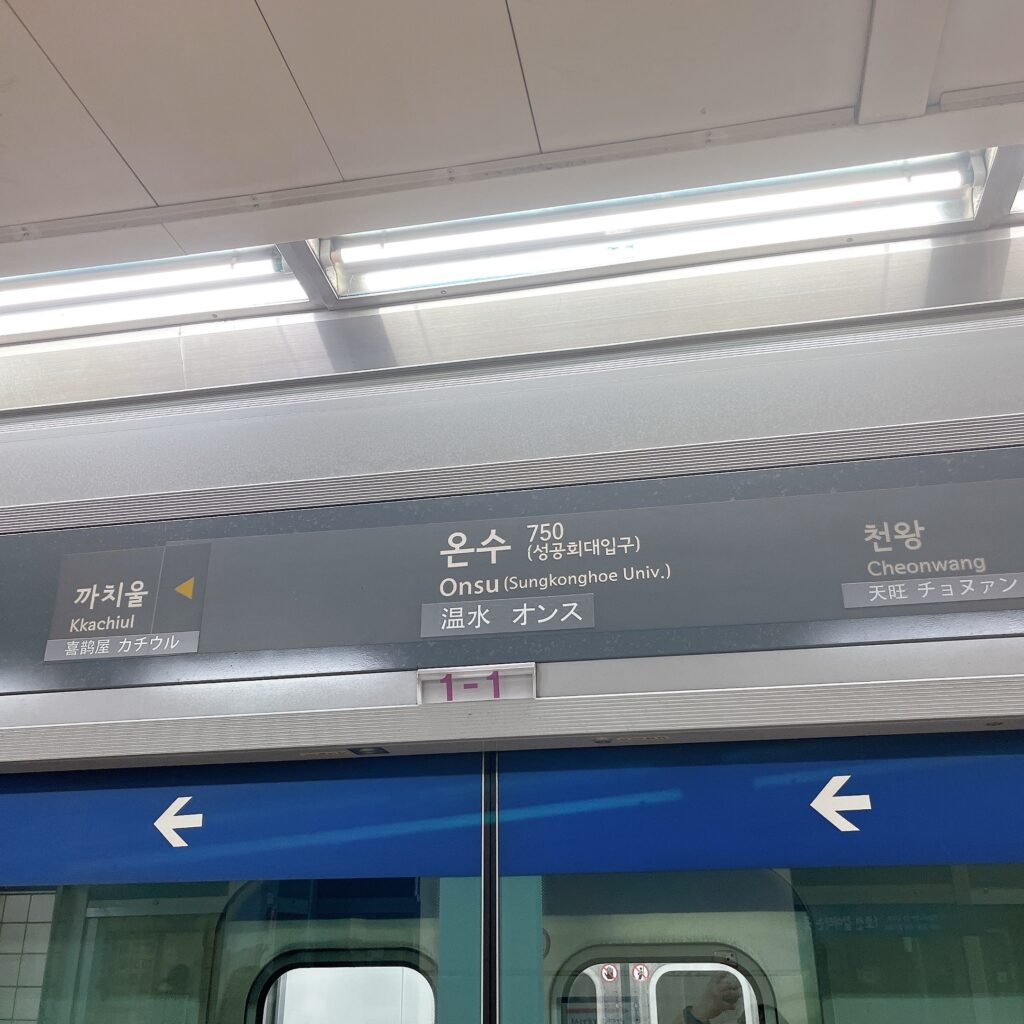 까치울
Kkachiul
喜鹊屋 カチウル
온수 750
(성공회대입구)
Onsu (Sungkonghoe Univ.)
温水 オンス
천왕
Cheonwang
天旺 チョヌァン
1-1